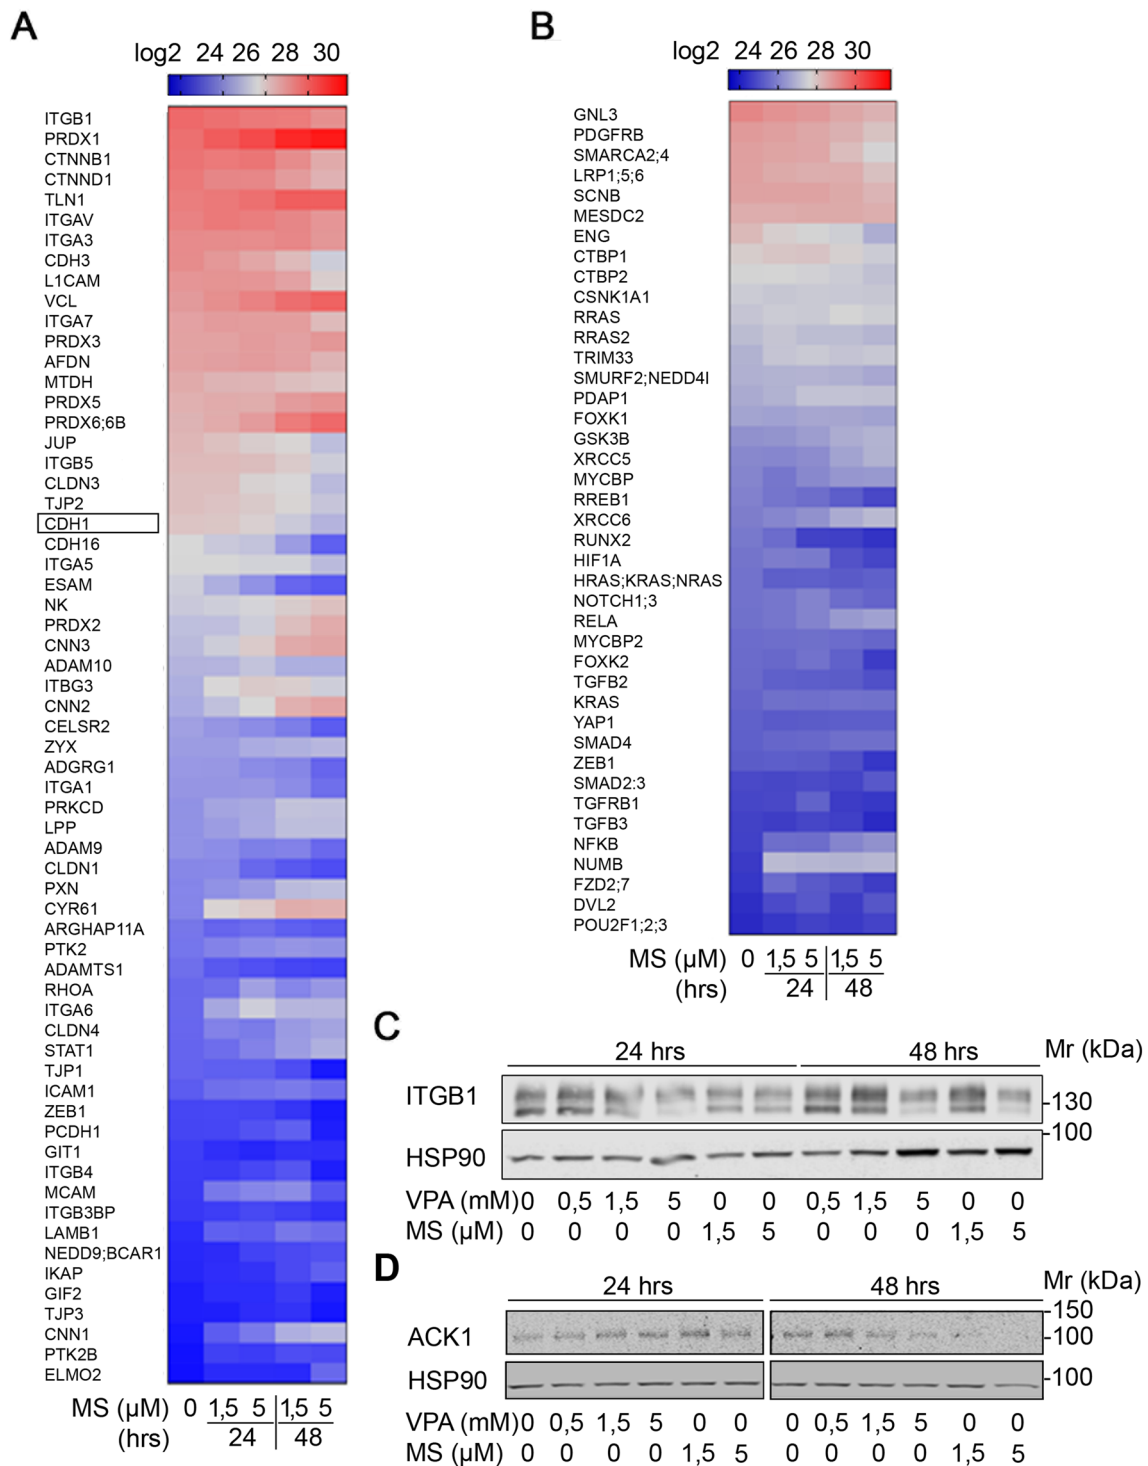 A
log2 24 26 28 30
ITGB1
PRDX1
CTNNB1
CTNND1
TLN1
ITGAV
ITGA3
CDH3
L1CAM
VCL
ITGA7
PRDX3
AFDN
MTDH
PRDX5
PRDX6;6B
JUP
ITGB5
CLDN3
TJP2
CDH1
CDH16
ITGA5
ESAM
NK
PRDX2
CNN3
ADAM10
ITBG3
CNN2
CELSR2
ZYX
ADGRG1
ITGA1
PRKCD
LPP
ADAM9
CLDN1
PXN
CYR61
ARGHAP11A
PTK2
ADAMTS1
RHOA
ITGA6
CLDN4
STAT1
TJP1
ICAM1
ZEB1
PCDH1
GIT1
ITGB4
MCAM
ITGB3BP
LAMB1
NEDD9;BCAR1
IKAP
GIF2
TJP3
CNN1
PTK2B
ELMO2
MS (µM) 0 1,5 5 1,5 5
(hrs) 24 48
B
log2 24 26 28 30
GNL3
PDGFRB
SMARCA2;4
LRP1;5;6
SCNB
MESDC2
ENG
CTBP1
CTBP2
CSNK1A1
RRAS
RRAS2
TRIM33
SMURF2;NEDD4I
PDAP1
FOXK1
GSK3B
XRCC5
MYCBP
RREB1
XRCC6
RUNX2
HIF1A
HRAS;KRAS;NRAS
NOTCH1;3
RELA
MYCBP2
FOXK2
TGFB2
KRAS
YAP1
SMAD4
ZEB1
SMAD2:3
TGFRB1
TGFB3
NFKB
NUMB
FZD2;7
DVL2
POU2F1;2;3
MS (µM) 0 1,5 5 1,5 5
(hrs) 24 48
C
24 hrs 48 hrs Mr (kDa)
ITGB1
-130
-100
HSP90
VPA (mM) 0 0,5 1,5 5 0 0 0,5 1,5 5 0 0
MS (µM) 0 0 0 0 1,5 5 0 0 0 1,5 5
D
24 hrs 48 hrs Mr (kDa)
-150
ACK1 -100
HSP90 -100
VPA (mM) 0 0,5 1,5 5 0 0 0 0,5 1,5 5 0 0
MS (µM) 0 0 0 0 1,5 5 0 0 0 0 1,5 5